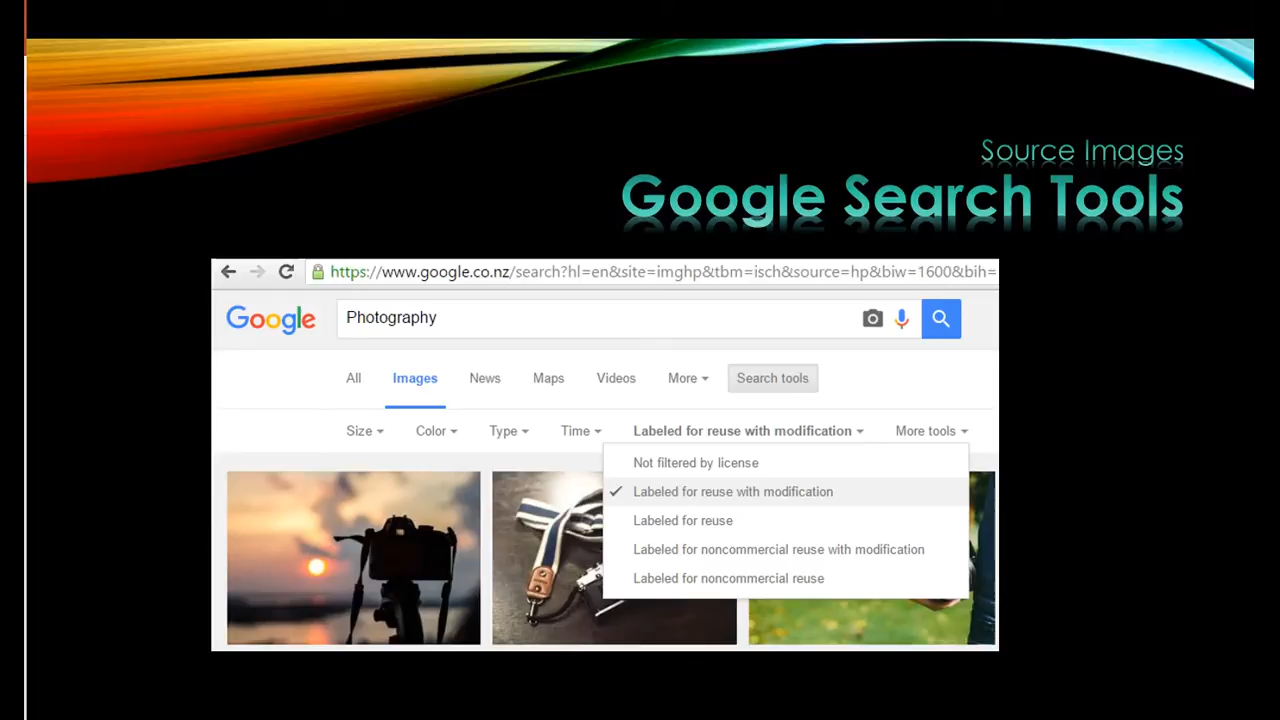 Source Images
Google Search Tools
https://www.google.co.nz/search?hl=en&site=imghp&tbm=isch&source=hp&biw=1600&bih=
Google Photography
All Images News Maps Videos More Search tools
Size Color Type Time Labeled for reuse with modification More tools
Not filtered by license
Labeled for reuse with modification
Labeled for reuse
Labeled for noncommercial reuse with modification
Labeled for noncommercial reuse